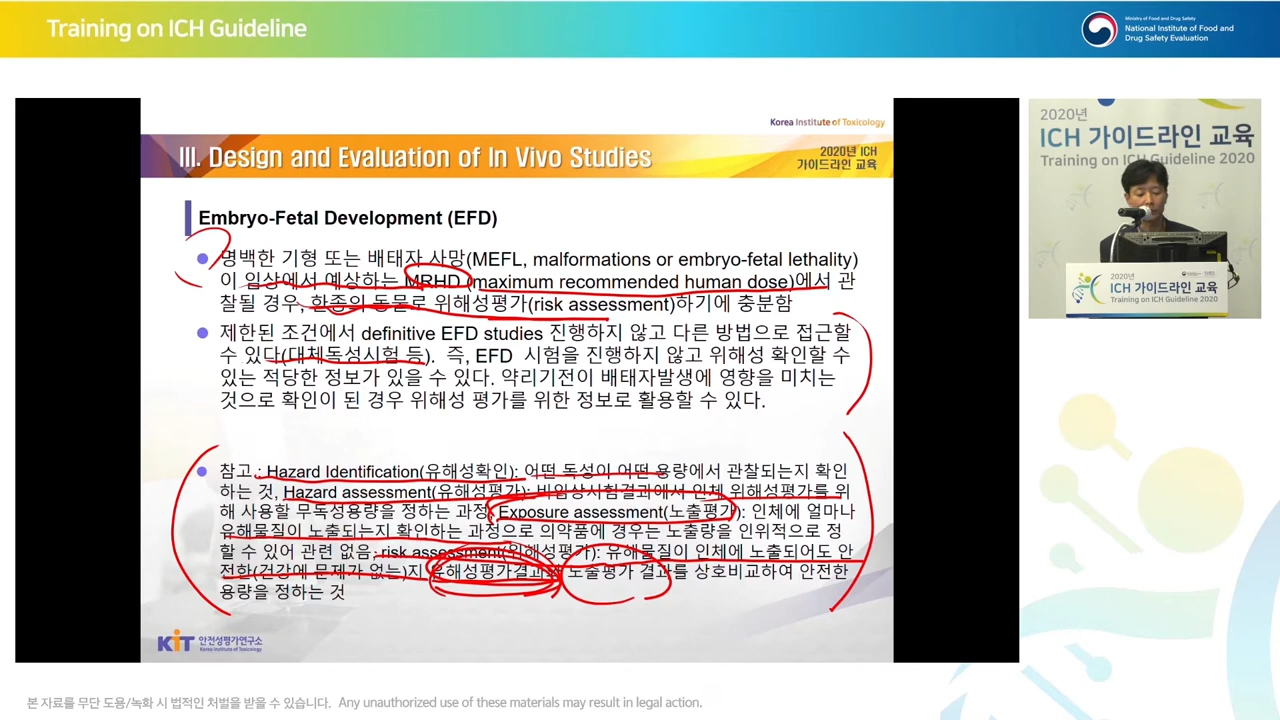 Training on ICH Guideline
Ministry of Food and Drug Safety
National Institute of Food and
Drug Safety Evaluation
Korea Institute of Toxicology
III. Design and Evaluation of In Vivo Studies
2020년 ICH
가이드라인 교육
Embryo-Fetal Development (EFD)
명백한 기형 또는 배태자 사망(MEFL, malformations or embryo-fetal lethality)
이 임상에서 예상하는 MRHD (maximum recommended human dose)에서 관
찰될 경우, 한종의 동물로 위해성평가(risk assessment)하기에 충분함
제한된 조건에서 definitive EFD studies 진행하지 않고 다른 방법으로 접근할
수 있다(대체독성시험 등). 즉, EFD 시험을 진행하지 않고 위해성 확인할 수
있는 적당한 정보가 있을 수 있다. 약리기전이 배태자발생에 영향을 미치는
것으로 확인이 된 경우 위해성 평가를 위한 정보로 활용할 수 있다.
참고.: Hazard Identification(유해성확인): 어떤 독성이 어떤 용량에서 관찰되는지 확인
하는 것, Hazard assessment(유해성평가): 비임상시험결과에서 인체 위해성평가를 위
해 사용할 무독성용량을 정하는 과정, Exposure assessment(노출평가): 인체에 얼마나
유해물질이 노출되는지 확인하는 과정으로 의약품에 경우는 노출량을 인위적으로 정
할 수 있어 관련 없음: risk assessment(위해성평가): 유해물질이 인체에 노출되어도 안
전한(건강에 문제가 없는)지 유해성평가결과와 노출평가 결과를 상호비교하여 안전한
용량을 정하는 것
KIT 안전성평가연구소
Korea Institute of Toxicology
2020년
ICH 가이드라인 교육
Training on ICH Guideline 2020
2020년
ICH 가이드라인 교육
Training on ICH Guideline 2020
본 자료를 무단 도용/녹화 시 법적인 처벌을 받을 수 있습니다. Any unauthorized use of these materials may result in legal action.